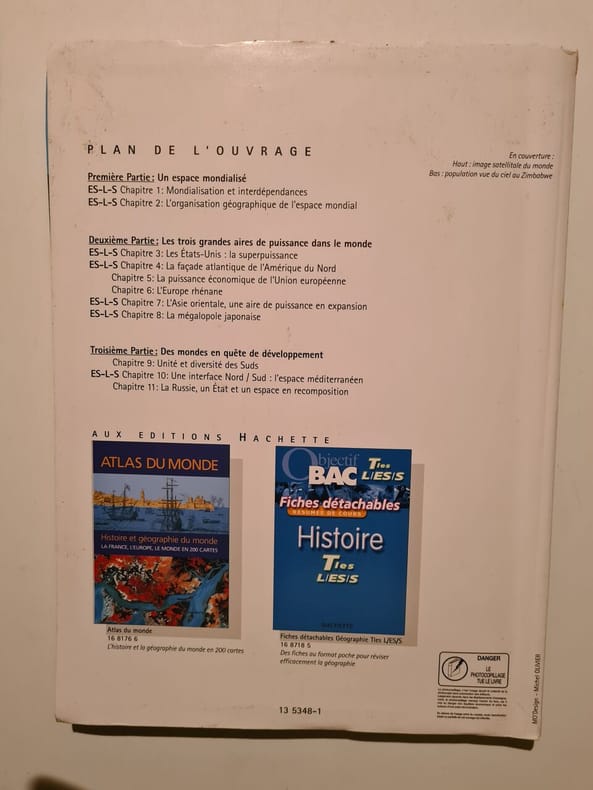 PLAN DE L'OUVRAGE
En couverture :
Haut : image satellitale du monde
Bas : population vue du ciel au Zimbabwe
Première Partie : Un espace mondialisé
ES-L-S Chapitre 1: Mondialisation et interdépendances
ES-L-S Chapitre 2: L'organisation géographique de l'espace mondial
Deuxième Partie : Les trois grandes aires de puissance dans le monde
ES-L-S Chapitre 3: Les États-Unis : la superpuissance
ES-L-S Chapitre 4: La façade atlantique de l'Amérique du Nord
Chapitre 5: La puissance économique de l'Union européenne
Chapitre 6: L'Europe rhénane
ES-L-S Chapitre 7: L'Asie orientale, une aire de puissance en expansion
ES-L-S Chapitre 8: La mégalopole japonaise
Troisième Partie : Des mondes en quête de développement
Chapitre 9: Unité et diversité des Suds
ES-L-S Chapitre 10: Une interface Nord / Sud : l'espace méditerranéen
Chapitre 11: La Russie, un État et un espace en recomposition
AUX EDITIONS HACHETTE
ATLAS DU MONDE
Histoire et géographie du monde
LA FRANCE, L'EUROPE, LE MONDE EN 200 CARTES
Atlas du monde
16 8176 6
L'histoire et la géographie du monde en 200 cartes
Objectif
BAC
Tles
L/ES/S
Fiches détachables
RÉSUMÉS DE COURS
Histoire
Tles
L/ES/S
HACHETTE
Fiches détachables Géographie Tles L/ES/S
16 8718 5
Des fiches au format poche pour réviser
efficacement la géographie
DANGER
LE
PHOTOCOPILLAGE
TUE LE LIVRE
MO'Design - Michel OLIVIER
13 5348-1